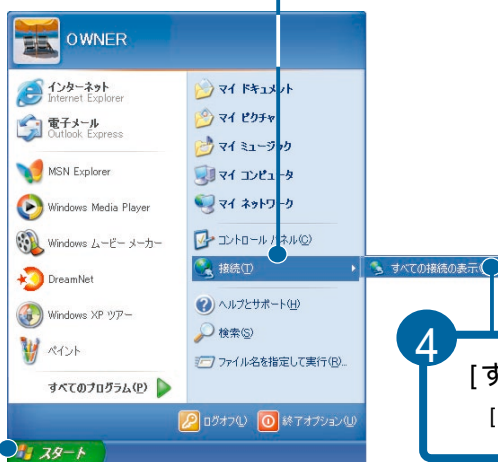 OWNER
インターネット
Internet Explorer
電子メール
Outlook Express
MSN Explorer
Windows Media Player
Windows ムービー メーカー
DreamNet
Windows XP ツアー
ペイント
すべてのプログラム(P)
マイ ドキュメント
マイ ピクチャ
マイ ミュージック
マイ コンピュータ
マイ ネットワーク
コントロール パネル(C)
接続(T)
すべての接続の表示(
ヘルプとサポート(H)
検索(S)
ファイル名を指定して実行(R)...
ログオフ(L)
終了オプション(U)
スタート
4
[す
[